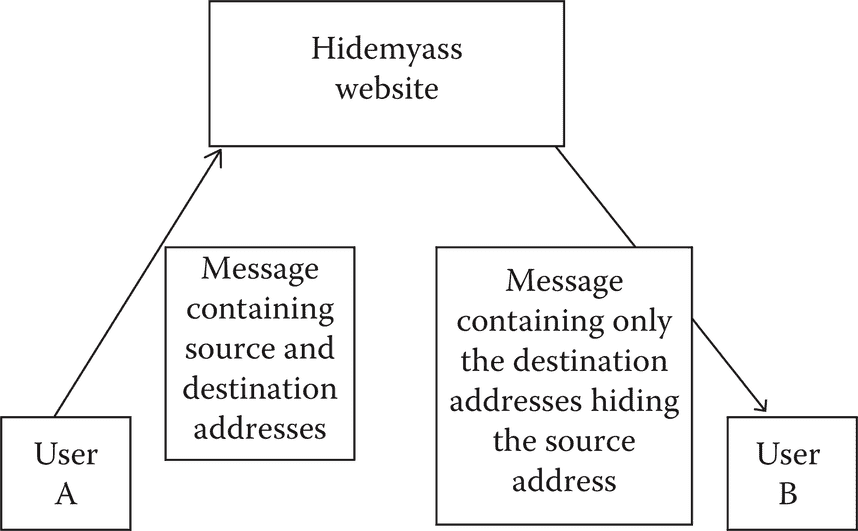 Hidemyass
website
Message
containing
source and
destination
addresses
Message
containing only
the destination
addresses hiding
the source
address
User
A
User
B